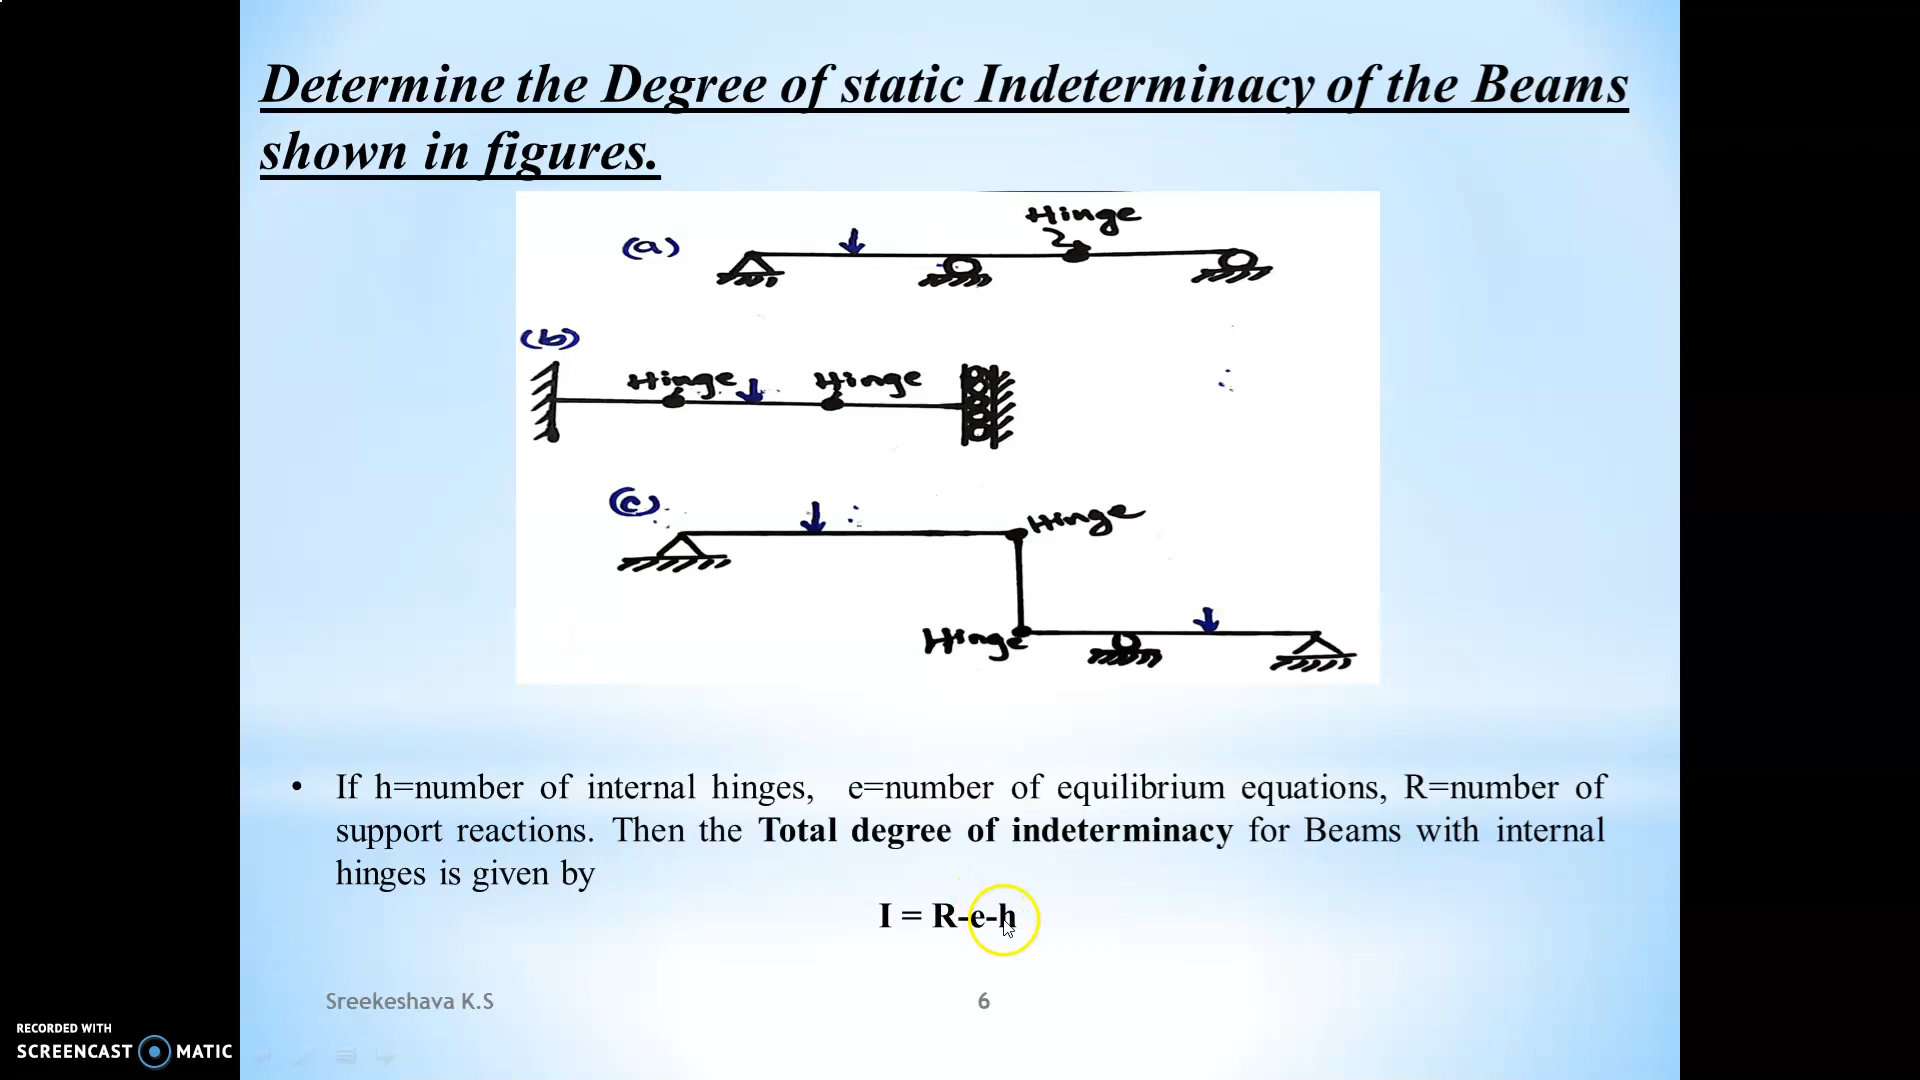 Determine the Degree of static Indeterminacy of the Beams
shown in figures.
Hinge
(a)
(b)
Hinge Hinge
(c)
Hinge
Hinge
• If h=number of internal hinges, e=number of equilibrium equations, R=number of
support reactions. Then the Total degree of indeterminacy for Beams with internal
hinges is given by
I = R-e-h
Sreekeshava K.S 6
RECORDED WITH
SCREENCAST MATIC